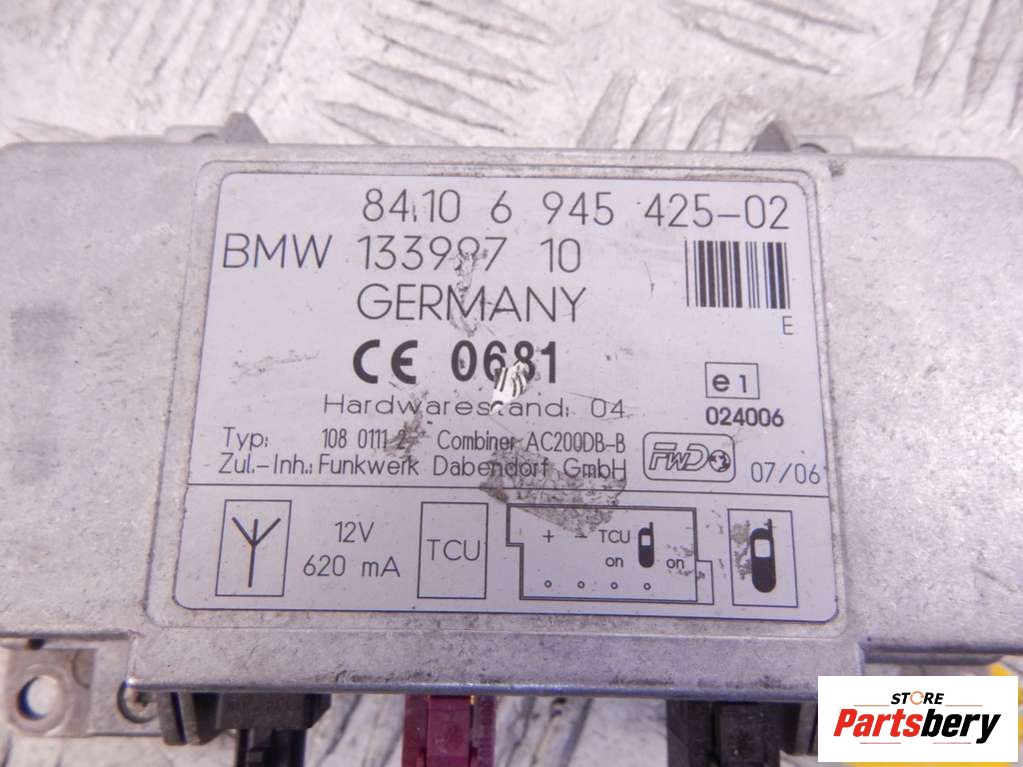 84.10 6 945 425-02
BMW 133997 10
GERMANY
E
CE 0681
e1
Hardwarestand: 04
024006
Typ: 108 0111 2- Combiner AC200DB-B
FWD
Zul.-Inh.: Funkwerk Dabendorf GmbH
07/06
12V
620 mA
TCU
+ - TCU
on on
STORE
Partsbery